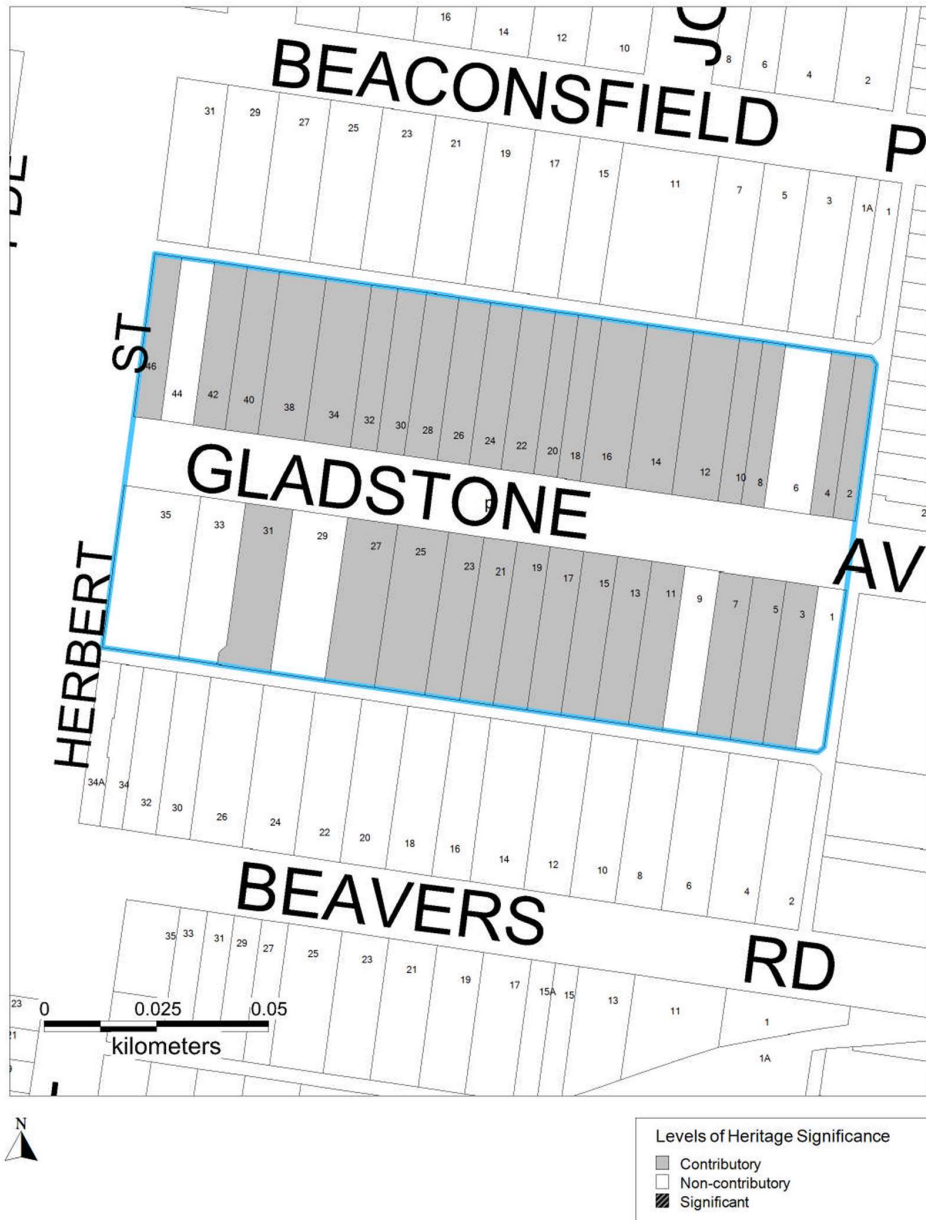 16 14 12 10 JO 8 6 4 2
BEACONSFIELD P
31 29 27 25 23 21 19 17 15 11 7 5 3 1A 1
ST
46 44 42 40 38 34 32 30 28 26 24 22 20 18 16 14 12 10 8 6 4 2
GLADSTONE AV
p
2
35 33 31 29 27 25 23 21 19 17 15 13 11 9 7 5 3 1
HERBERT
34A 34 32 30 26 24 22 20 18 16 14 12 10 8 6 4 2
BEAVERS RD
35 33 31 29 27 25 23 21 19 17 15A 15 13 11 1
1A
23
21
0 0.025 0.05
kilometers
N
Levels of Heritage Significance
Contributory
Non-contributory
Significant